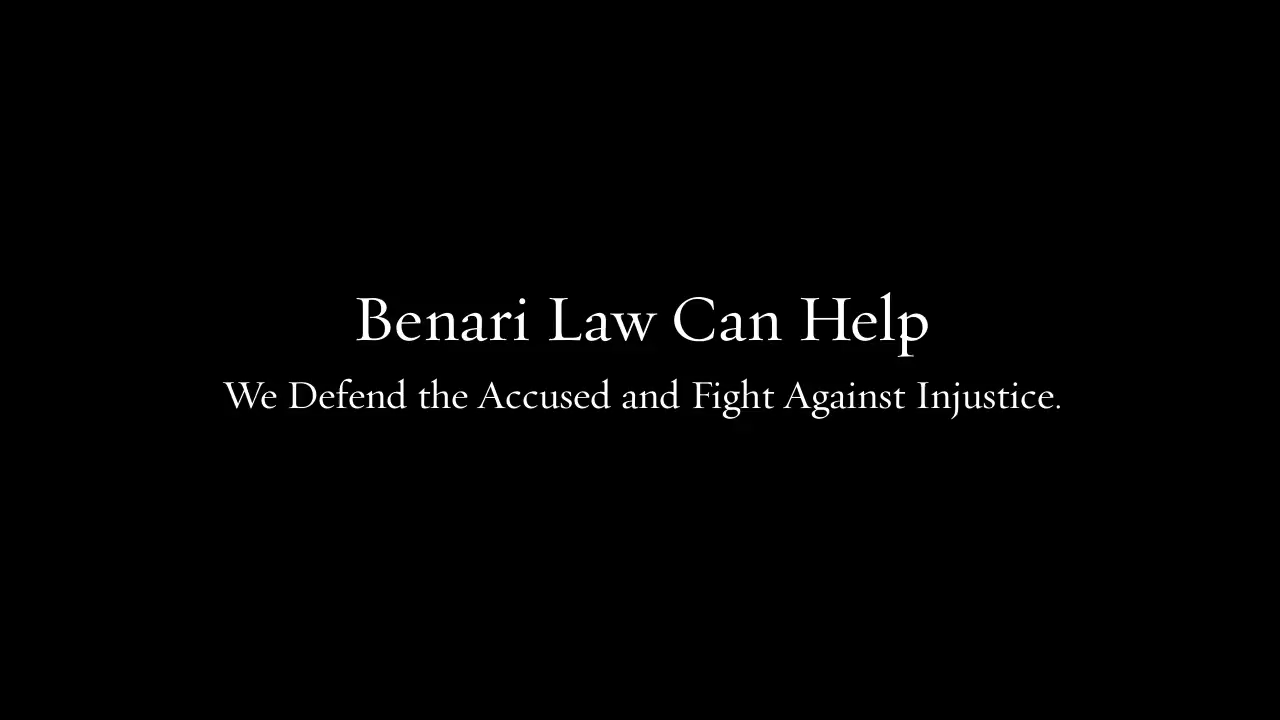 Benari Law Can Help
We Defend the Accused and Fight Against Injustice.